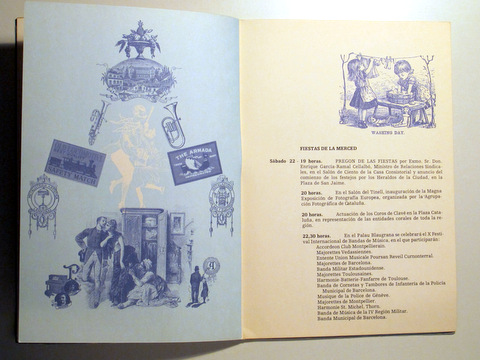 THE ARMADA
WASHING DAY.
FIESTAS DE LA MERCED
Sábado 22 - 19 horas. PREGON DE LAS FIESTAS por Exmo. Sr. Don
Enrique García-Ramal Cellalbó, Ministro de Relaciones Sindica-
les, en el Salón de Ciento de la Casa Consistorial y anuncio del
comienzo de los festejos por los Heraldos de la Ciudad, en la
Plaza de San Jaime.
20 horas. En el Salón del Tinell, inauguración de la Magna
Exposición de Fotografía Europea, organizada por la Agrupa-
ción Fotográfica de Cataluña.
20 horas. Actuación de los Coros de Clavé en la Plaza Cata-
luña, en representación de las entidades corales de toda la re-
gión.
22,30 horas. En el Palau Blaugrana se celebrará el X Festi-
val Internacional de Bandas de Música, en el que participarán:
Accordeon Club Montpellierain.
Majorettes Vedassiennes.
Entente Union Musicale Poursan Reveil Curnonterral.
Majorettes de Barcelona.
Banda Militar Estadounidense.
Majorettes Toulousaines.
Harmonie Batterie-Fanfarre de Toulouse.
Banda de Cornetas y Tambores de Infantería de la Policía
Municipal de Barcelona.
Musique de la Police de Génève.
Majorettes de Montpellier.
Harmonie St. Michel. Thorn.
Banda de Música de la IV Región Militar.
Banda Municipal de Barcelona.